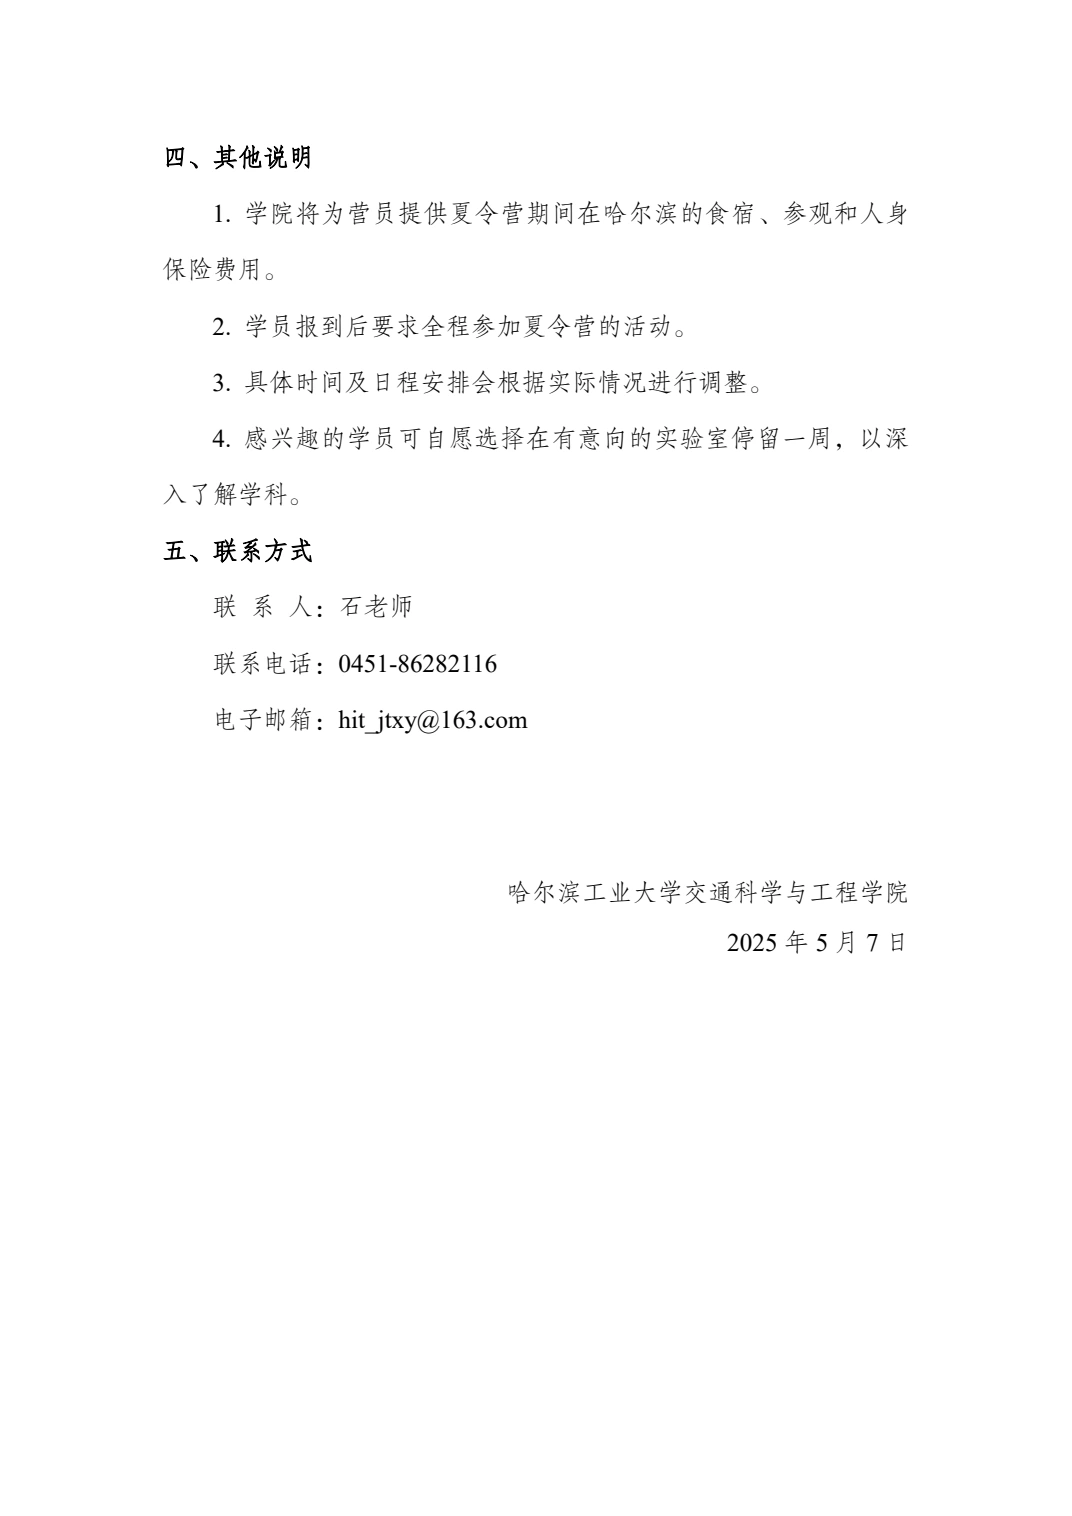 四、其他说明
1. 学院将为营员提供夏令营期间在哈尔滨的食宿、参观和人身
保险费用。
2. 学员报到后要求全程参加夏令营的活动。
3. 具体时间及日程安排会根据实际情况进行调整。
4. 感兴趣的学员可自愿选择在有意向的实验室停留一周，以深
入了解学科。
五、联系方式
联 系 人：石老师
联系电话：0451-86282116
电子邮箱：hit_jtxy@163.com
哈尔滨工业大学交通科学与工程学院
2025 年 5 月 7 日